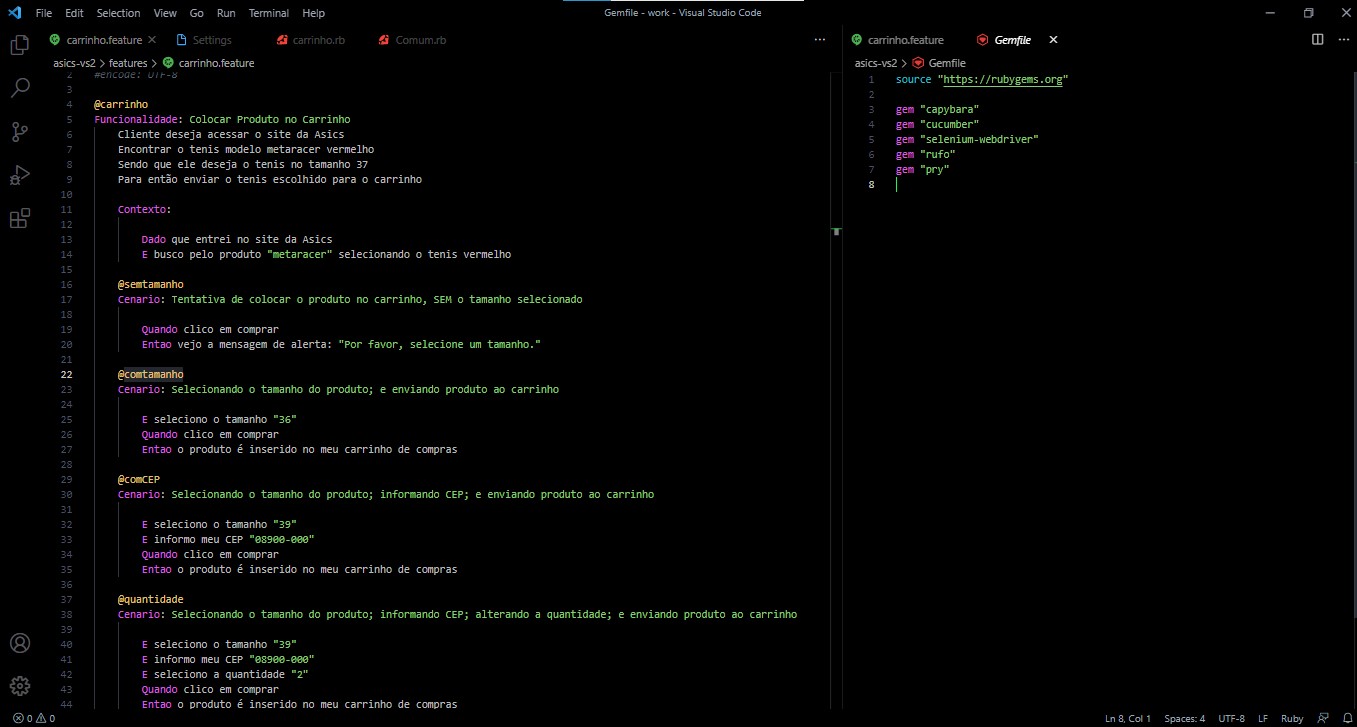 File Edit Selection View Go Run Terminal Help
Gemfile - work - Visual Studio Code
carrinho.feature
Settings
carrinho.rb
Comum.rb
asics-vs2 > features > carrinho.feature
2 #encode: UTF-8
3
4 @carrinho
5 Funcionalidade: Colocar Produto no Carrinho
6 Cliente deseja acessar o site da Asics
7 Encontrar o tenis modelo metaracer vermelho
8 Sendo que ele deseja o tenis no tamanho 37
9 Para então enviar o tenis escolhido para o carrinho
10
11 Contexto:
12
13 Dado que entrei no site da Asics
14 E busco pelo produto "metaracer" selecionando o tenis vermelho
15
16 @semtamanho
17 Cenario: Tentativa de colocar o produto no carrinho, SEM o tamanho selecionado
18
19 Quando clico em comprar
20 Entao vejo a mensagem de alerta: "Por favor, selecione um tamanho."
21
22 @comtamanho
23 Cenario: Selecionando o tamanho do produto; e enviando produto ao carrinho
24
25 E seleciono o tamanho "36"
26 Quando clico em comprar
27 Entao o produto é inserido no meu carrinho de compras
28
29 @comCEP
30 Cenario: Selecionando o tamanho do produto; informando CEP; e enviando produto ao carrinho
31
32 E seleciono o tamanho "39"
33 E informo meu CEP "08900-000"
34 Quando clico em comprar
35 Entao o produto é inserido no meu carrinho de compras
36
37 @quantidade
38 Cenario: Selecionando o tamanho do produto; informando CEP; alterando a quantidade; e enviando produto ao carrinho
39
40 E seleciono o tamanho "39"
41 E informo meu CEP "08900-000"
42 E seleciono a quantidade "2"
43 Quando clico em comprar
44 Entao o produto é inserido no meu carrinho de compras
carrinho.feature
Gemfile
asics-vs2 > Gemfile
1 source "https://rubygems.org"
2
3 gem "capybara"
4 gem "cucumber"
5 gem "selenium-webdriver"
6 gem "rufo"
7 gem "pry"
8
0 0
Ln 8, Col 1 Spaces: 4 UTF-8 LF Ruby